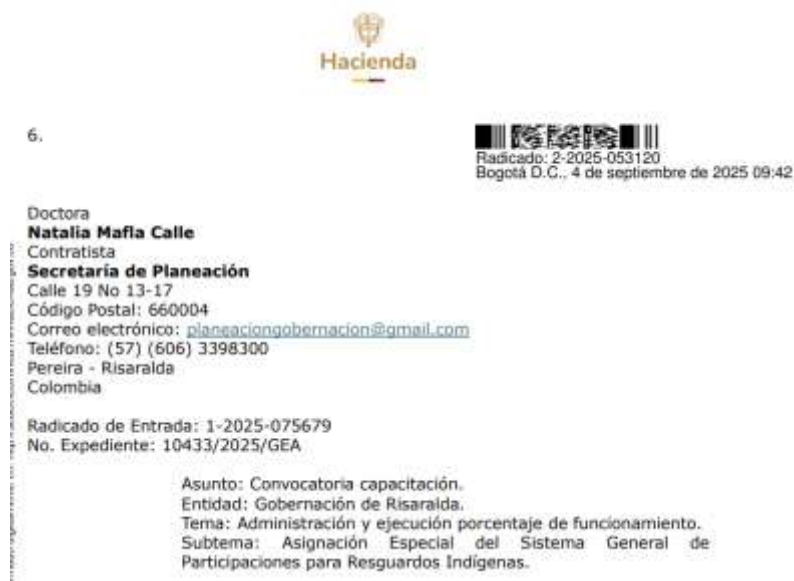 Hacienda
6.
Radicado: 2-2025-053120
Bogotá D.C., 4 de septiembre de 2025 09:42
Doctora
Natalia Mafla Calle
Contratista
Secretaría de Planeación
Calle 19 No 13-17
Código Postal: 660004
Correo electrónico: planeaciongobernacion@gmail.com
Teléfono: (57) (606) 3398300
Pereira - Risaralda
Colombia
Radicado de Entrada: 1-2025-075679
No. Expediente: 10433/2025/GEA
Asunto: Convocatoria capacitación.
Entidad: Gobernación de Risaralda.
Tema: Administración y ejecución porcentaje de funcionamiento.
Subtema: Asignación Especial del Sistema General de
Participaciones para Resguardos Indígenas.